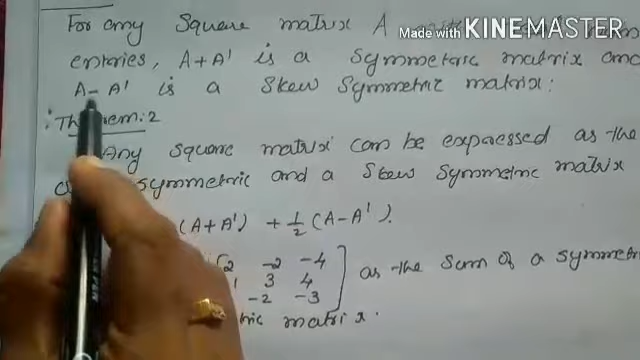 Made with KINEMASTER
For any Square matrix A
entries, A+A' is a Symmetric matrix and
A- A' is a Skew Symmetric matrix:
Theorem:2
Any square matrix can be expressed as the
symmetric and a Skew Symmetric matrix
(A+A') + 1/2 (A-A').
2 -2 -4
3 4 as the Sum of a symmetric
-2 -3
matrix.